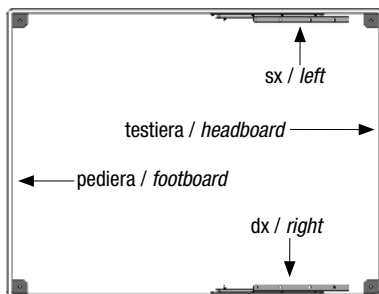 sx / left
testiera / headboard
pediera / footboard
dx / right